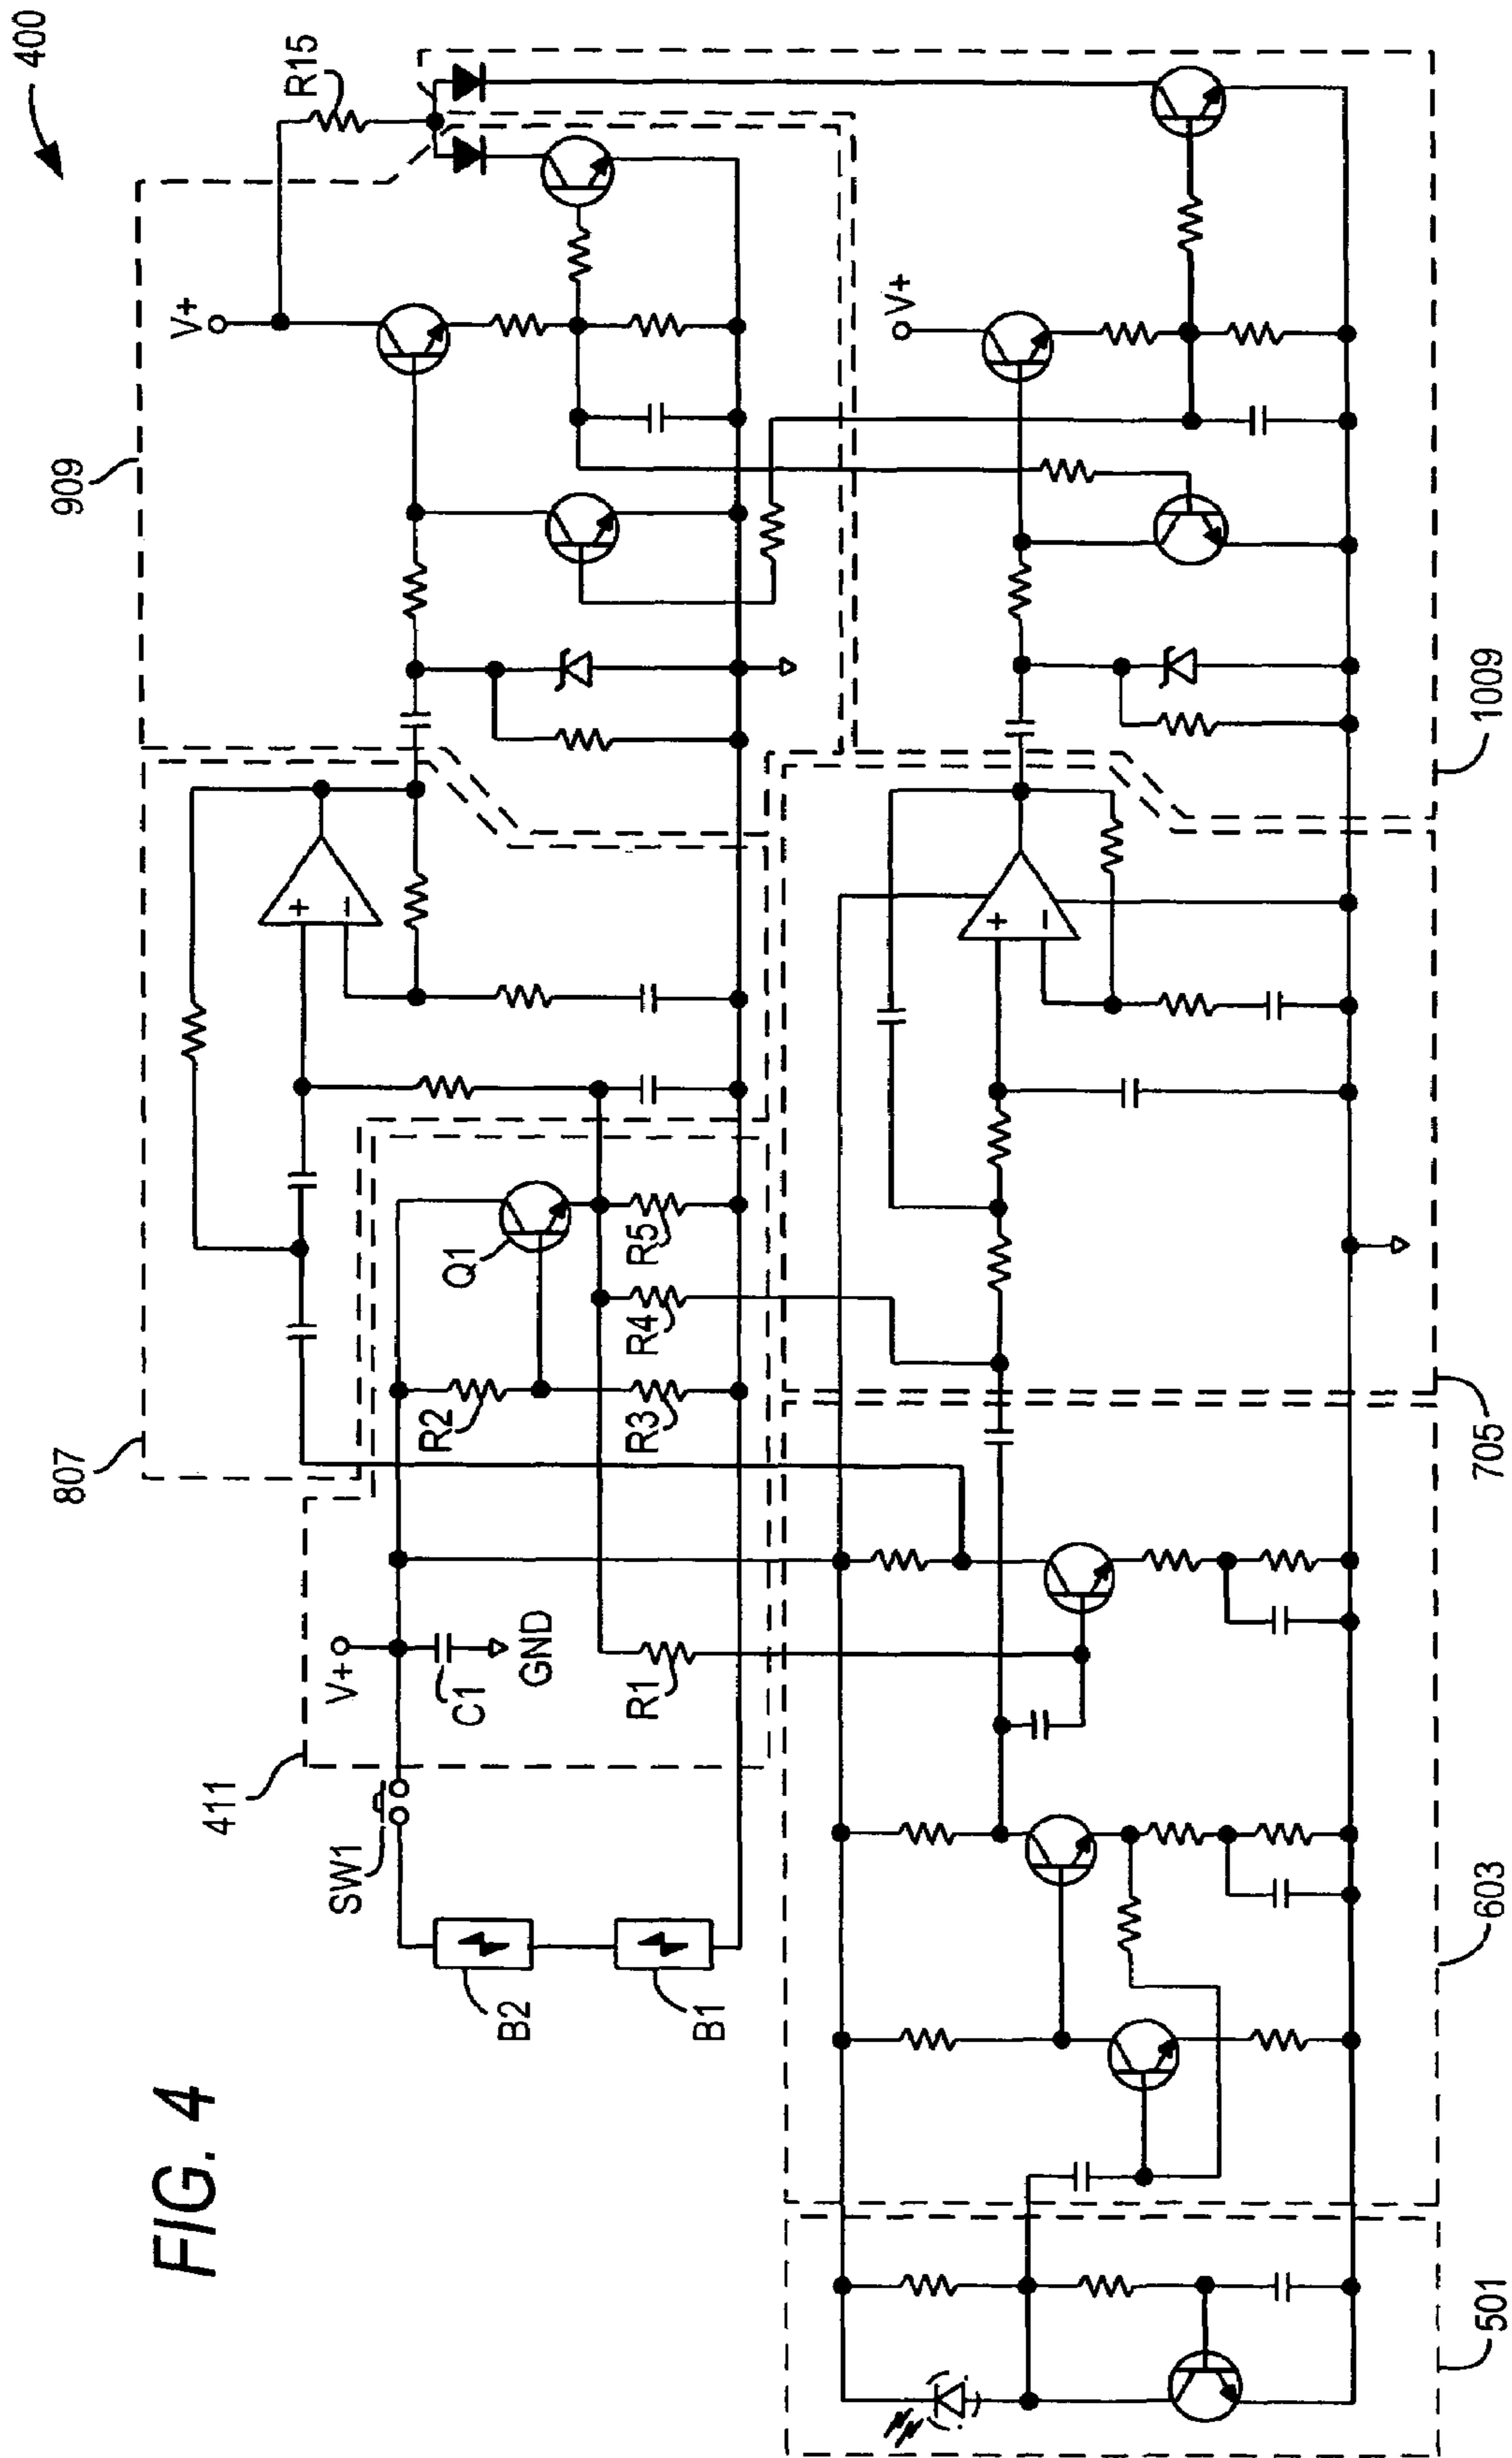 FIG. 4
400
R15
V+
909
V+
1009
807
Q1
R5
R4
R2
R3
705
+
−
+
−
411
V+
C1
GND
R1
SW1
B2
B1
603
501